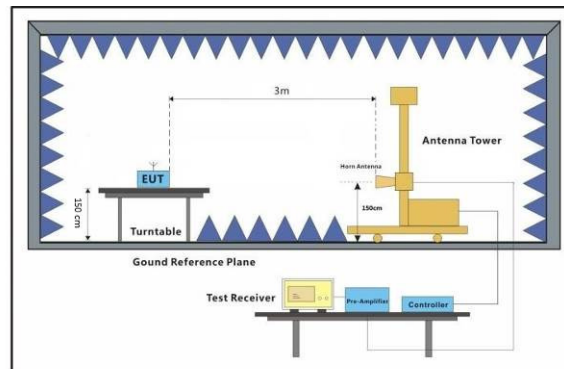 3m
Antenna Tower
Horn Antenna
EUT
150 cm
150cm
Turntable
Gound Reference Plane
Test Receiver
Pre-Amplifier
Controller